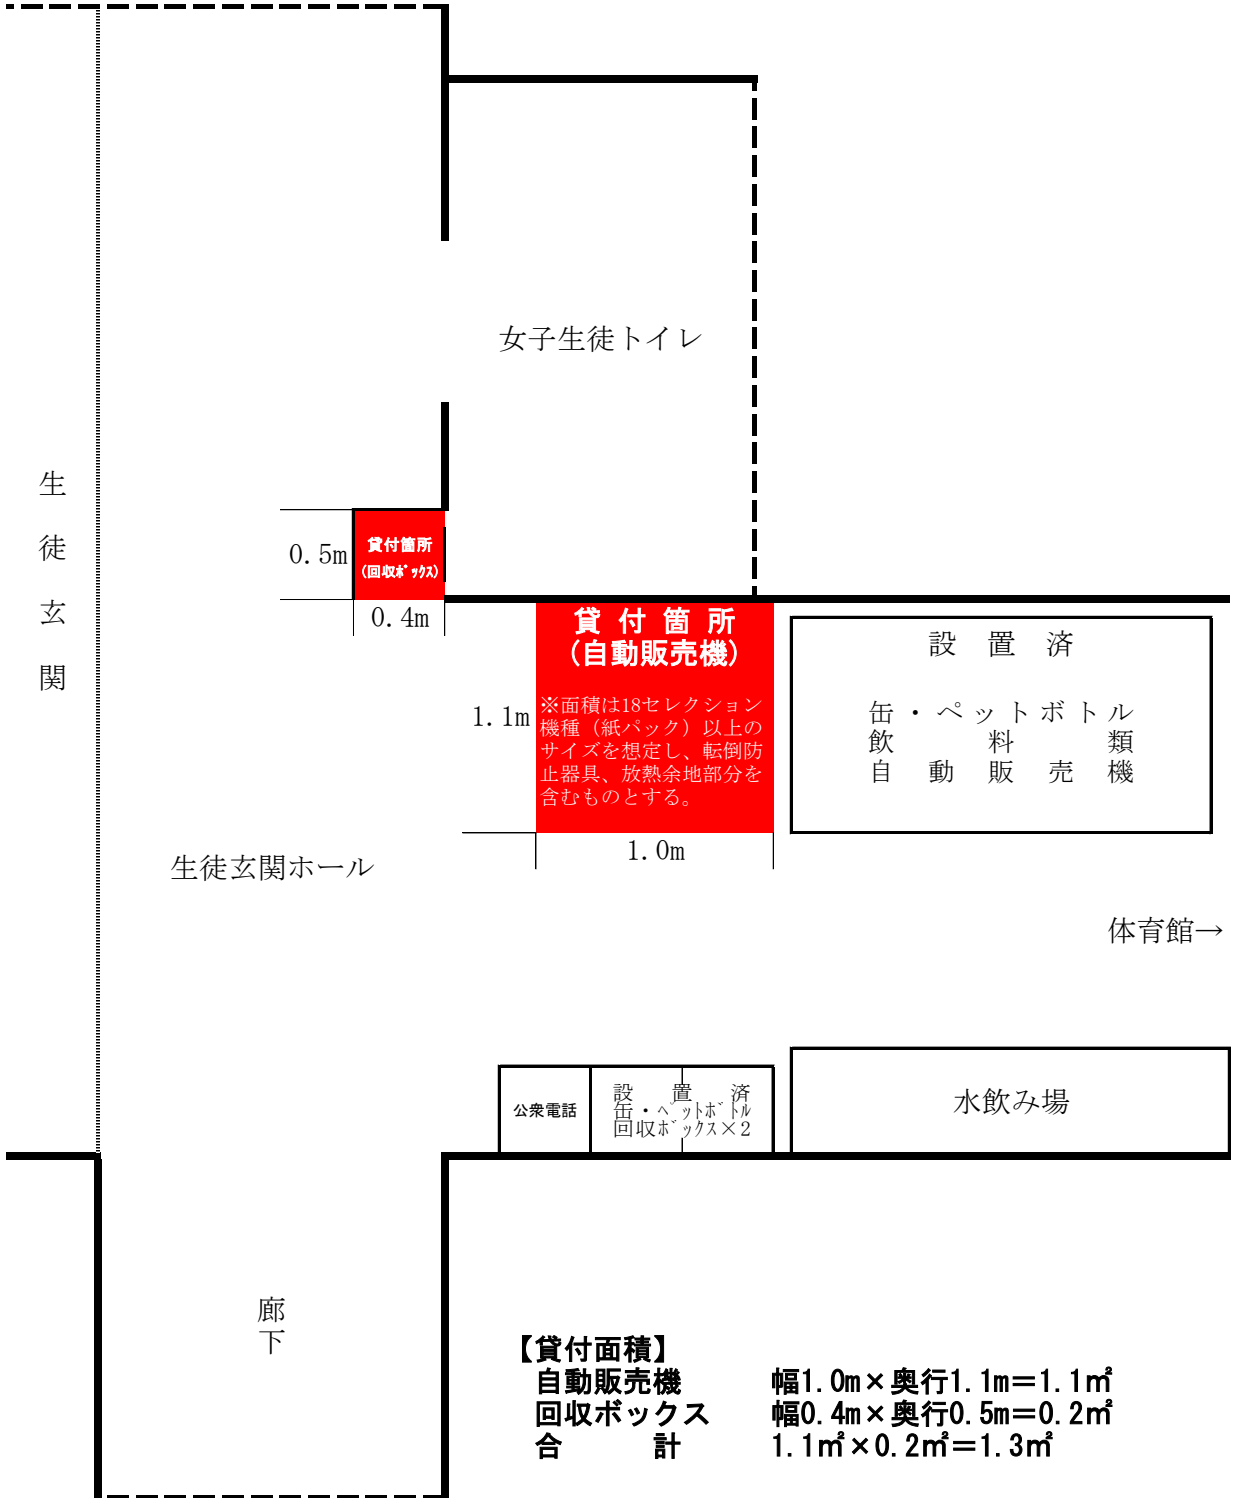 女子生徒トイレ
生徒玄関
貸付箇所
(回収ﾎﾞｯｸｽ)
0.5m
0.4m
貸付箇所
(自動販売機)
※面積は18セレクション
機種（紙パック）以上の
サイズを想定し、転倒防
止器具、放熱余地部分を
含むものとする。
1.1m
1.0m
設置済
缶・ペットボトル
飲料類
自動販売機
生徒玄関ホール
体育館→
公衆電話
設置済
缶・ﾍﾟｯﾄﾎﾞﾄﾙ
回収ﾎﾞｯｸｽ×2
水飲み場
廊下
【貸付面積】
自動販売機 幅1.0m×奥行1.1m＝1.1㎡
回収ボックス 幅0.4m×奥行0.5m＝0.2㎡
合計 1.1㎡×0.2㎡＝1.3㎡